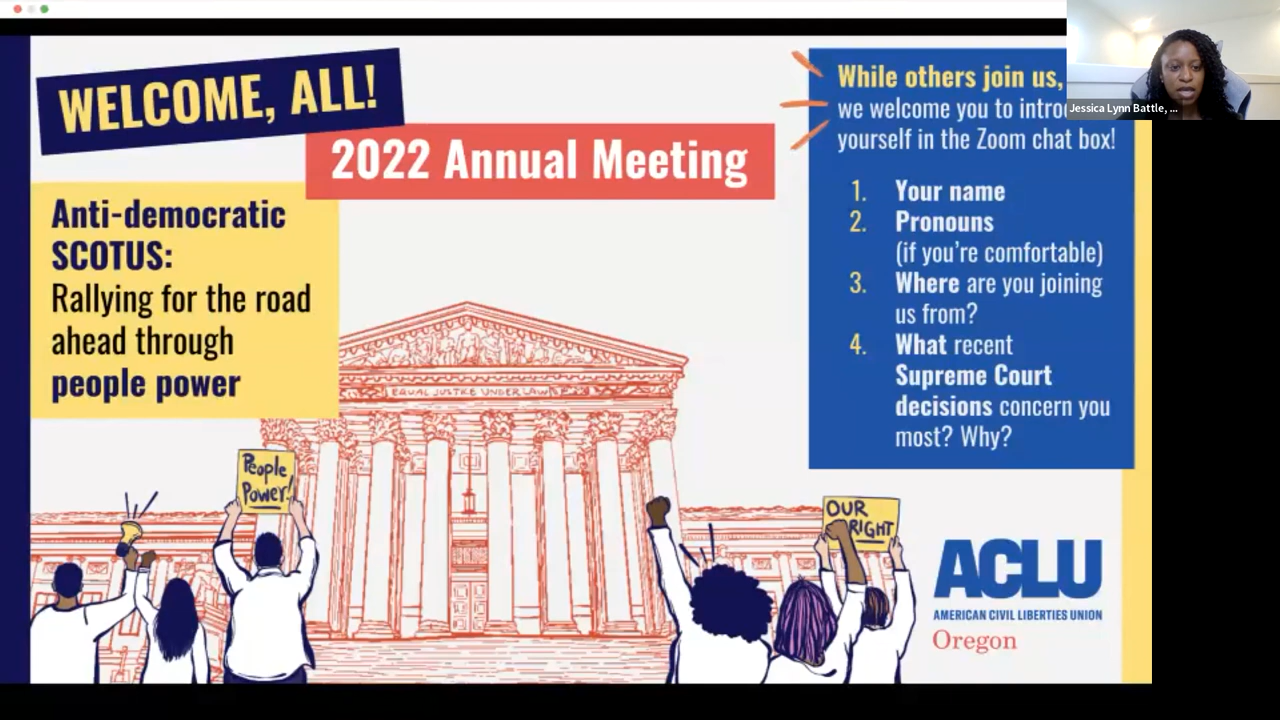 WELCOME, ALL!
2022 Annual Meeting
Anti-democratic
SCOTUS:
Rallying for the road
ahead through
people power
While others join us,
we welcome you to
yourself in the Zoom chat box!
1. Your name
2. Pronouns
(if you're comfortable)
3. Where are you joining
us from?
4. What recent
Supreme Court
decisions concern you
most? Why?
Jessica Lynn Battle, ...
EQUAL JUSTICE UNDER LAW
People
Power!
OUR
RIGHT
ACLU
AMERICAN CIVIL LIBERTIES UNION
Oregon